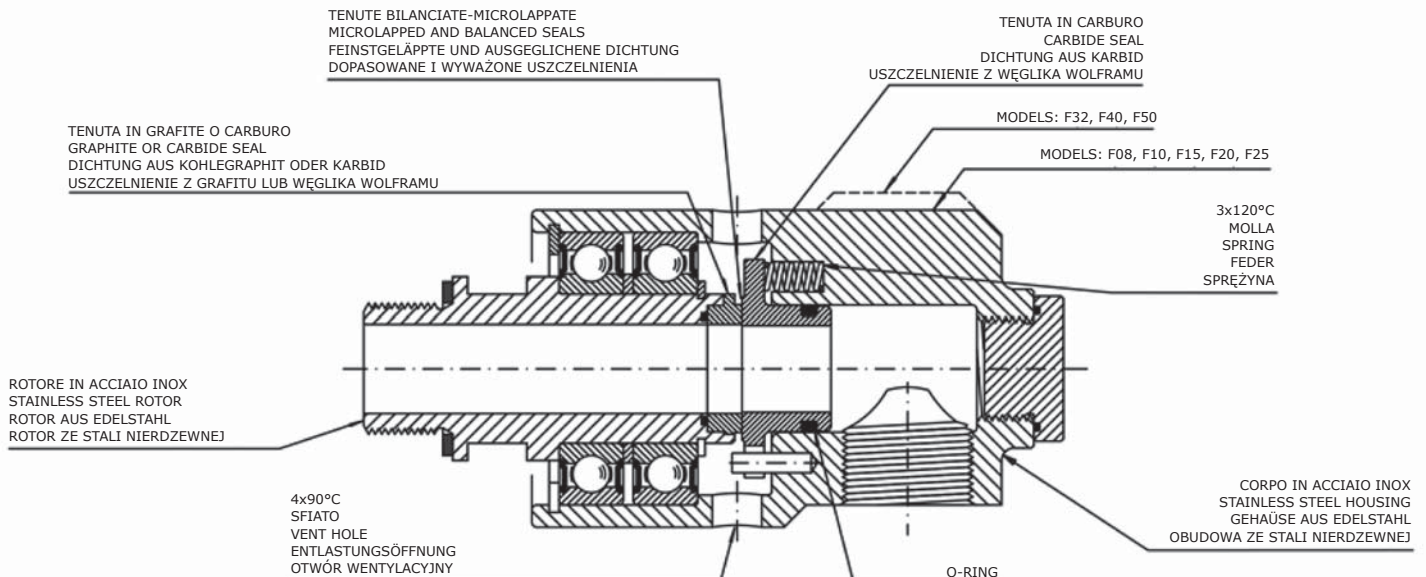 TENUTE BILANCIATE-MICROLAPPATE
MICROLAPPED AND BALANCED SEALS
FEINSTGELÄPPTE UND AUSGEGLICHENE DICHTUNG
DOPASOWANE I WYWAŻONE USZCZELNIENIA
TENUTA IN CARBURO
CARBIDE SEAL
DICHTUNG AUS KARBID
USZCZELNIENIE Z WĘGLIKA WOLFRAMU
MODELS: F32, F40, F50
MODELS: F08, F10, F15, F20, F25
TENUTA IN GRAFITE O CARBURO
GRAPHITE OR CARBIDE SEAL
DICHTUNG AUS KOHLEGRAPHIT ODER KARBID
USZCZELNIENIE Z GRAFITU LUB WĘGLIKA WOLFRAMU
3x120°C
MOLLA
SPRING
FEDER
SPRĘŻYNA
ROTORE IN ACCIAIO INOX
STAINLESS STEEL ROTOR
ROTOR AUS EDELSTAHL
ROTOR ZE STALI NIERDZEWNEJ
4x90°C
SFIATO
VENT HOLE
ENTLASTUNGSÖFFNUNG
OTWÓR WENTYLACYJNY
O-RING
CORPO IN ACCIAIO INOX
STAINLESS STEEL HOUSING
GEHAÜSE AUS EDELSTAHL
OBUDOWA ZE STALI NIERDZEWNEJ